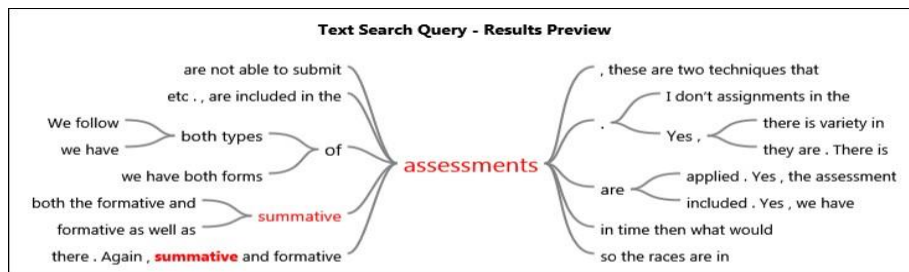 Text Search Query - Results Preview
are not able to submit
etc . , are included in the
We follow
we have
both types
we have both forms
of
both the formative and
formative as well as
summative
there . Again , summative and formative
assessments
, these are two techniques that
.
I don't assignments in the
Yes ,
there is variety in
they are . There is
are
applied . Yes , the assessment
included . Yes , we have
in time then what would
so the races are in